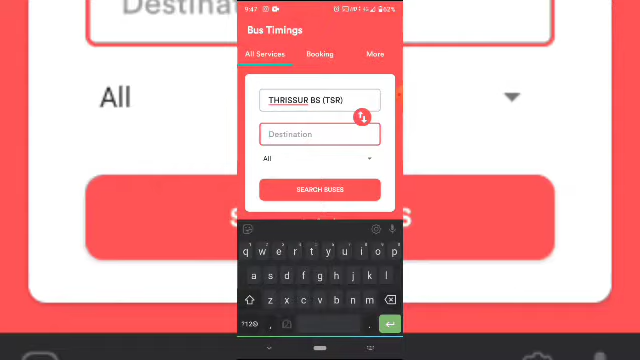 9:47
62%
Bus Timings
All Services Booking More
THRISSUR BS (TSR)
Destination
All
SEARCH BUSES
q w e r t y u i o p
a s d f g h j k l
z x c v b n m
?123 , .
All